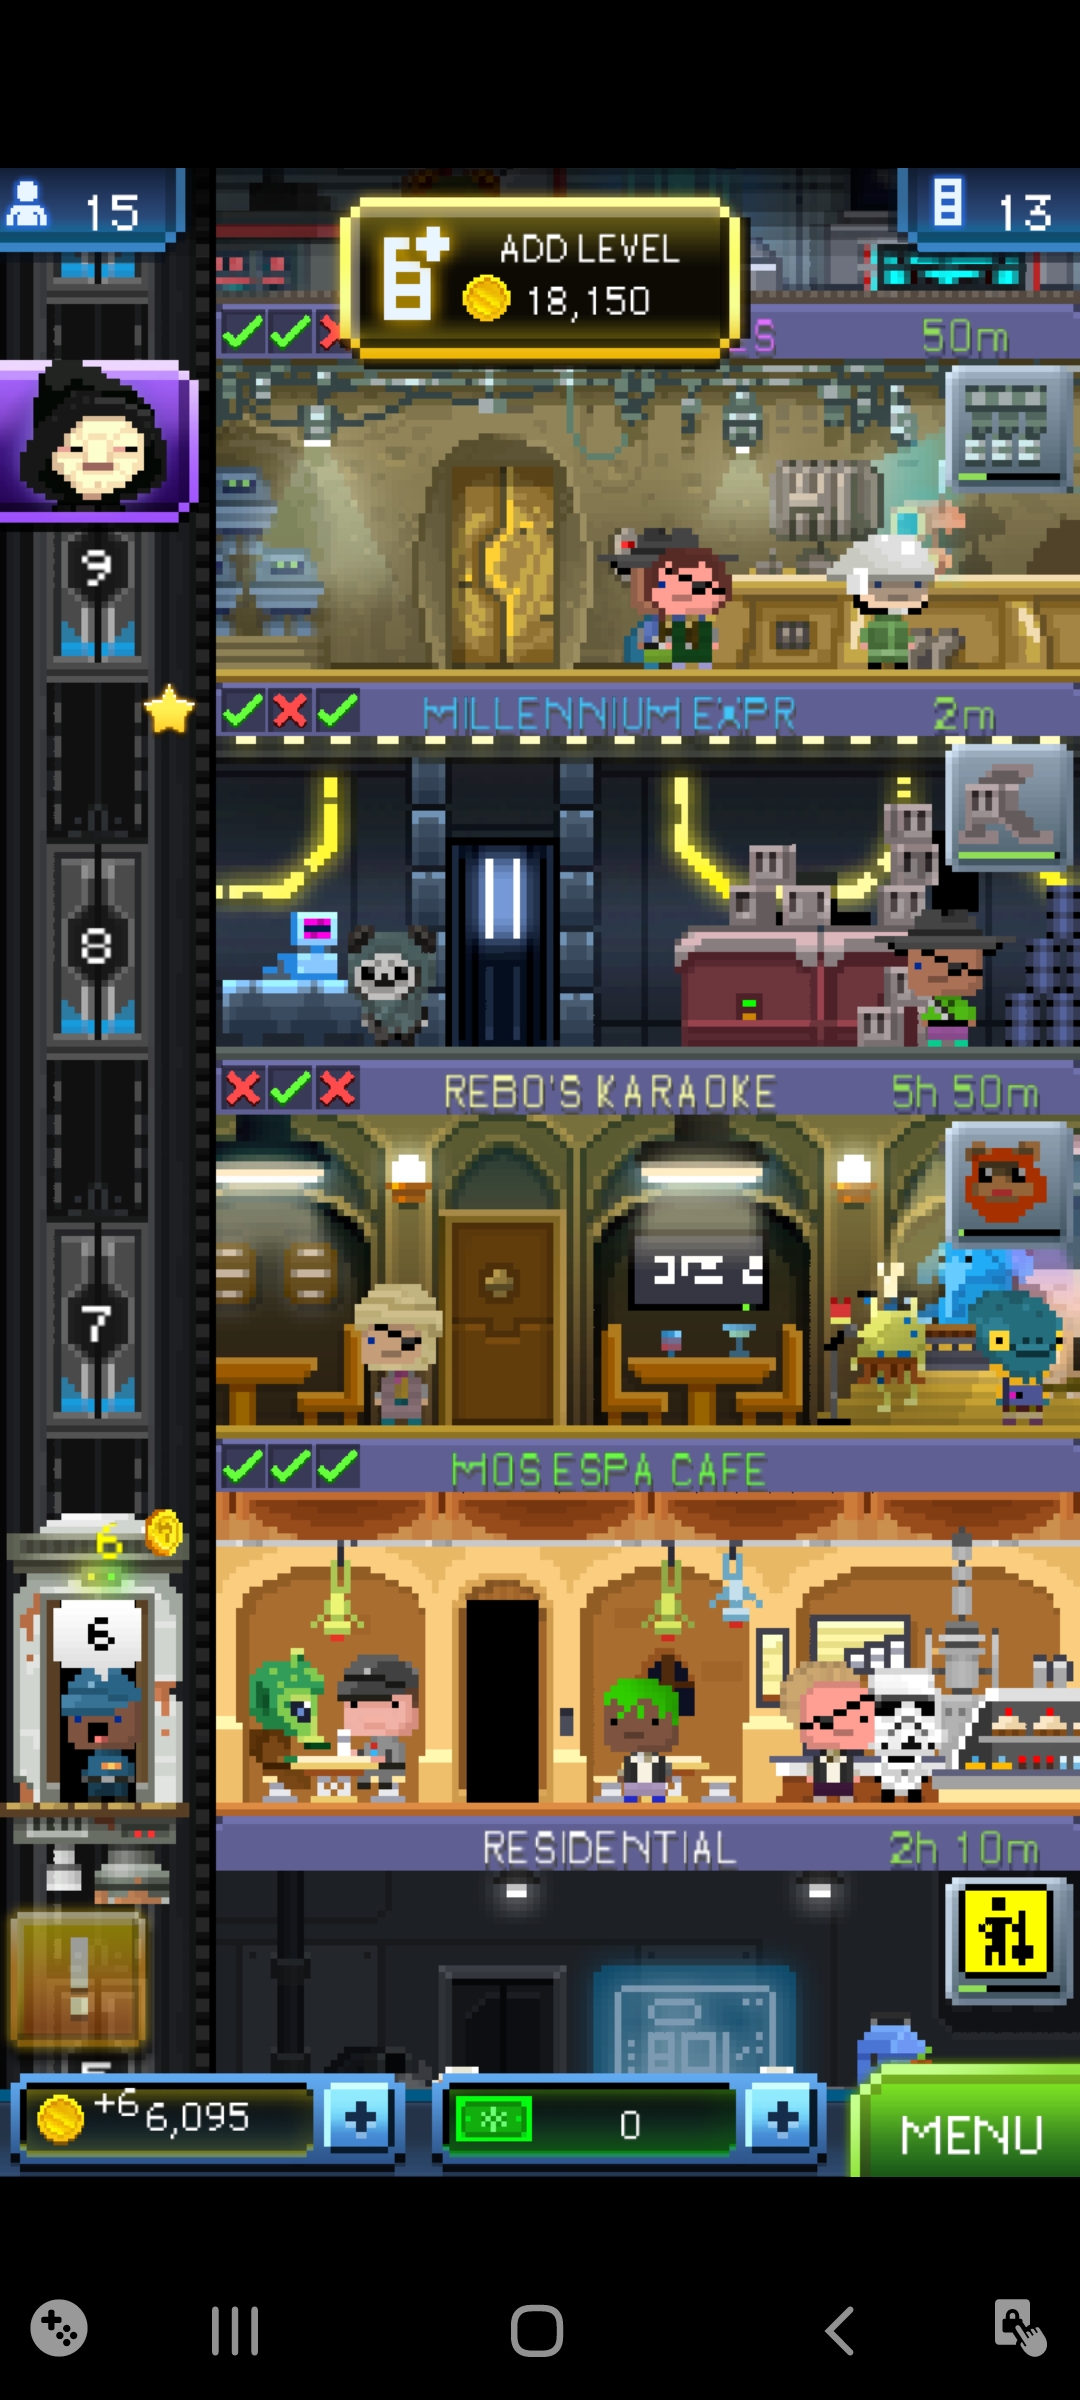 15
ADD LEVEL
18,150
13
S
50m
9
MILLENNIUM EXPR
2m
8
REBO'S KARAOKE
5h 50m
7
MOS ESPA CAFE
6
6
RESIDENTIAL
2h 10m
!
+6
6,095
0
MENU